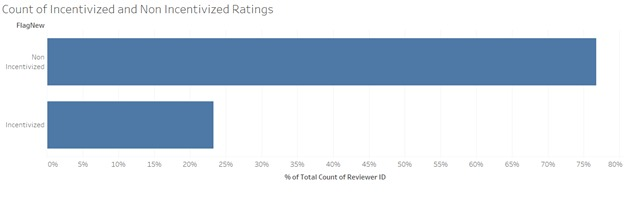 Count of Incentivized and Non Incentivized Ratings
FlagNew
Non
Incentivized
Incentivized
0% 5% 10% 15% 20% 25% 30% 35% 40% 45% 50% 55% 60% 65% 70% 75% 80%
% of Total Count of Reviewer ID